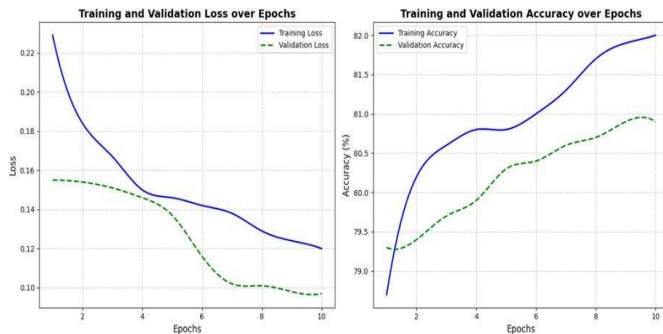 Training and Validation Loss over Epochs
Training Loss
Validation Loss
0.22
0.20
0.18
0.16
0.14
0.12
0.10
Loss
2
4
6
8
10
Epochs
Training and Validation Accuracy over Epochs
Training Accuracy
Validation Accuracy
82.0
81.5
81.0
80.5
80.0
79.5
79.0
Accuracy (%)
2
4
6
8
10
Epochs